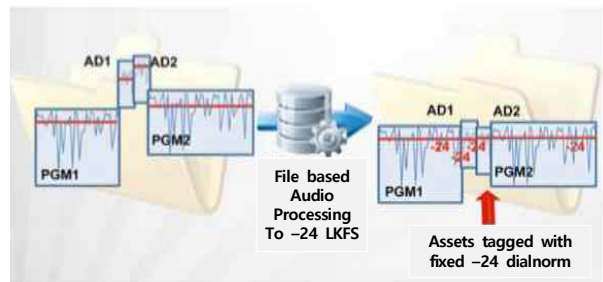 AD1 AD2
PGM1
PGM2
File based
Audio
Processing
To –24 LKFS
AD1 AD2
-24 -24 -24 -24
PGM1
PGM2
Assets tagged with
fixed –24 dialnorm